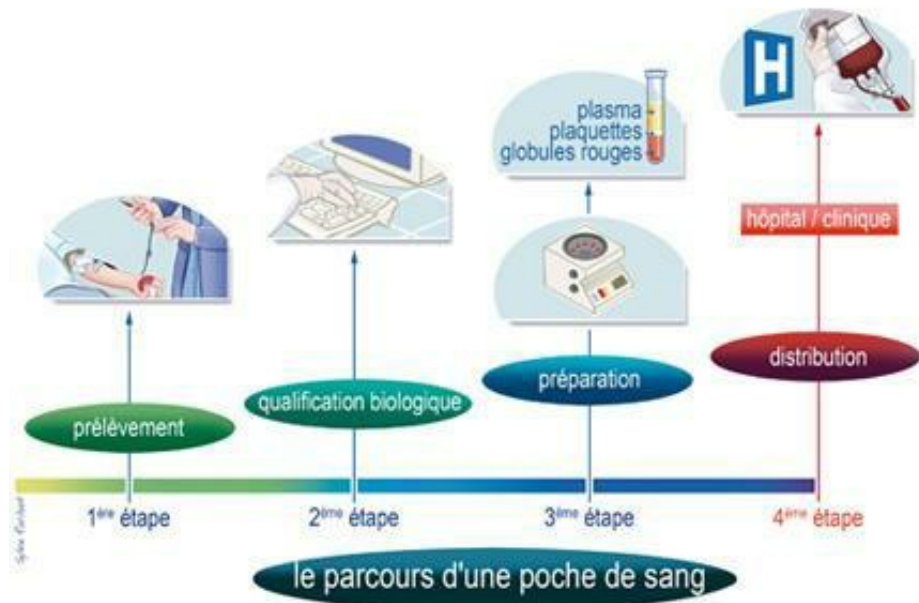 H
plasma
plaquettes
globules rouges
hôpital / clinique
distribution
préparation
qualification biologique
prélèvement
1ère étape
2ème étape
3ème étape
4ème étape
le parcours d'une poche de sang